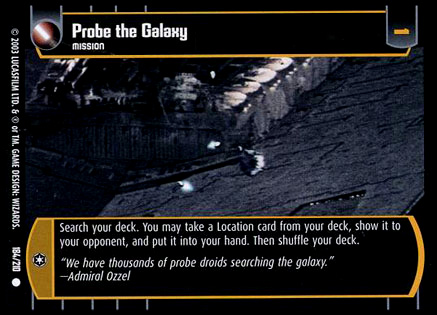 Probe the Galaxy
MISSION
1
Search your deck. You may take a Location card from your deck, show it to
your opponent, and put it into your hand. Then shuffle your deck.
"We have thousands of probe droids searching the galaxy."
—Admiral Ozzel
© 2003 LUCASFILM LTD. & ® or TM. GAME DESIGN: WIZARDS.
184/210